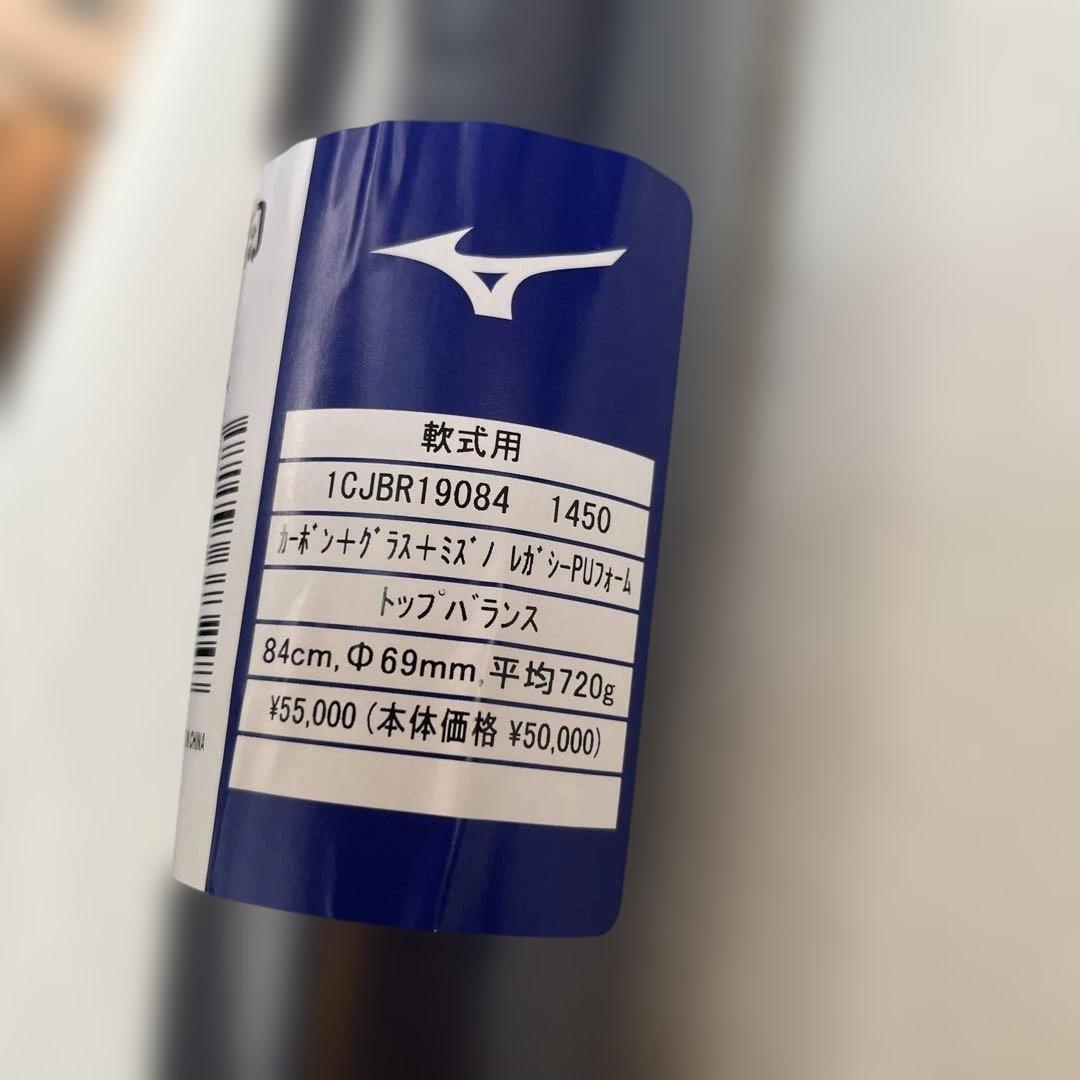 軟式用
1CJBR19084 1450
カーボン+グラス+ミズノ レガシーPUフォーム
トップバランス
84cm,Φ69mm,平均720g
¥55,000 (本体価格 ¥50,000)
CHINA